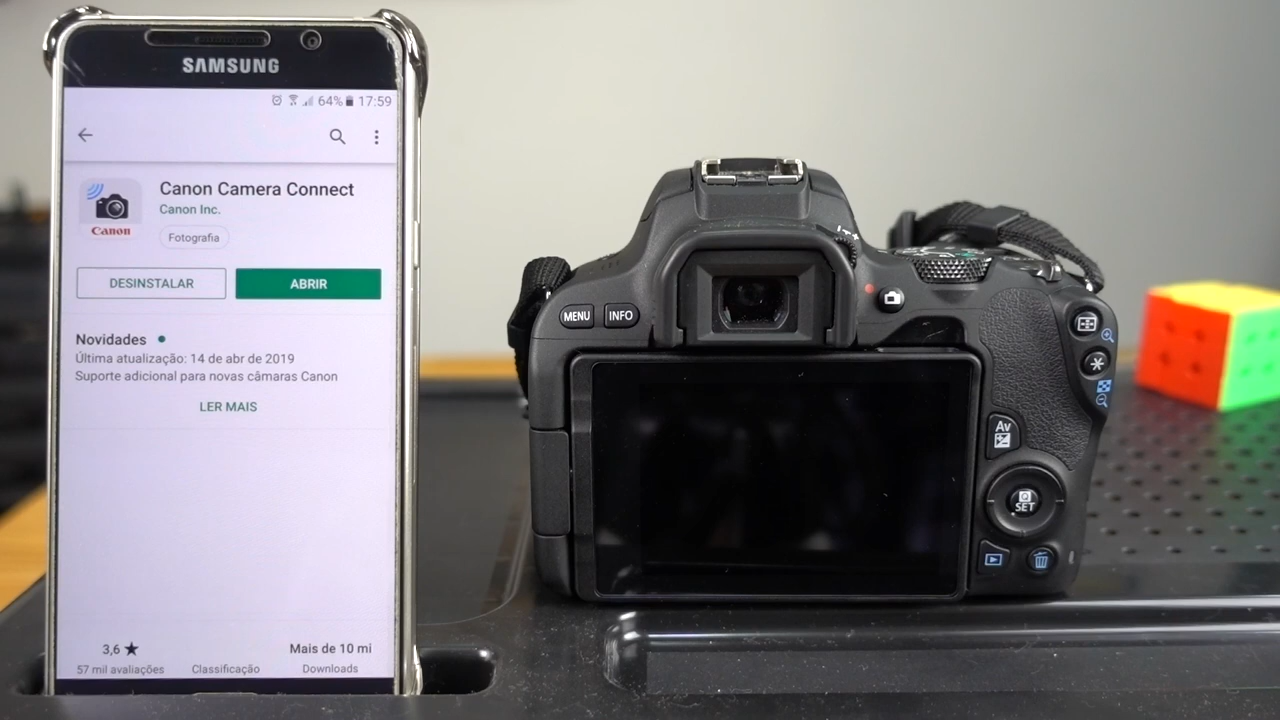 SAMSUNG
64% 17:59
Canon Camera Connect
Canon Inc.
Canon
Fotografia
DESINSTALAR
ABRIR
Novidades
Última atualização: 14 de abr de 2019
Suporte adicional para novas câmaras Canon
LER MAIS
3,6 ★
Mais de 10 mi
57 mil avaliações
Classificação
Downloads
MENU
INFO
Av
SET